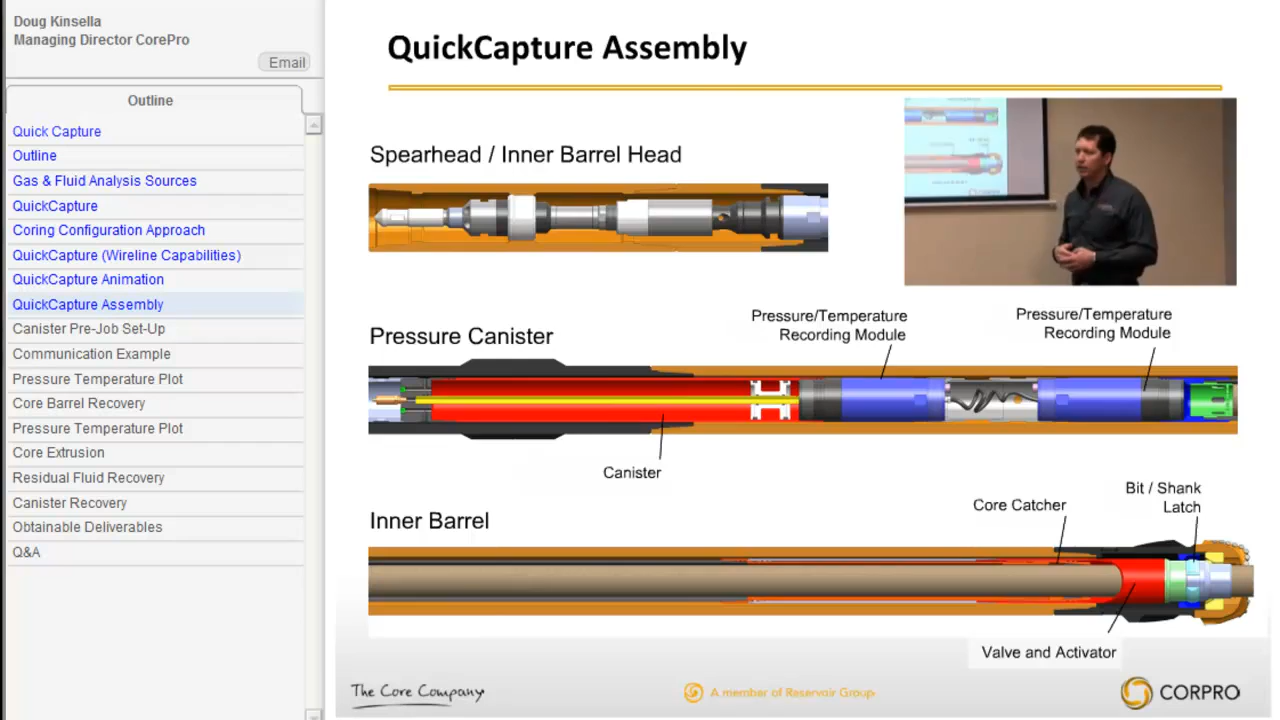 Doug Kinsella
Managing Director CorePro
Email
Outline
Quick Capture
Outline
Gas & Fluid Analysis Sources
QuickCapture
Coring Configuration Approach
QuickCapture (Wireline Capabilities)
QuickCapture Animation
QuickCapture Assembly
Canister Pre-Job Set-Up
Communication Example
Pressure Temperature Plot
Core Barrel Recovery
Pressure Temperature Plot
Core Extrusion
Residual Fluid Recovery
Canister Recovery
Obtainable Deliverables
Q&A
QuickCapture Assembly
Spearhead / Inner Barrel Head
Pressure Canister
Pressure/Temperature
Recording Module
Pressure/Temperature
Recording Module
Canister
Inner Barrel
Core Catcher
Bit / Shank
Latch
Valve and Activator
The Core Company
A member of Reservoir Group
CORPRO